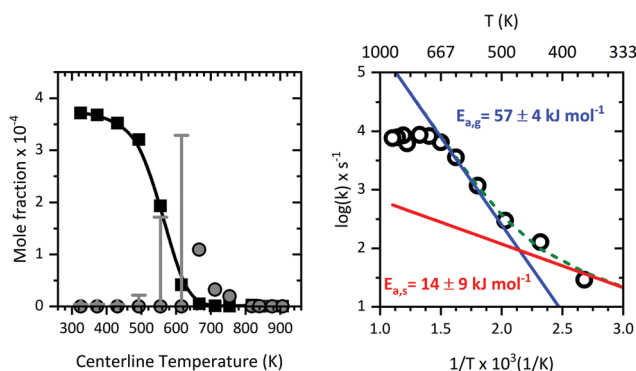 T (K)
1000 667 500 400 333
4
3
2
1
0
Mole fraction x 10⁻⁴
300 400 500 600 700 800 900
Centerline Temperature (K)
5
4
3
2
1
log(k) x s⁻¹
Eₐ,g = 57 ± 4 kJ mol⁻¹
Eₐ,s = 14 ± 9 kJ mol⁻¹
1.0 1.5 2.0 2.5 3.0
1/T x 10³(1/K)